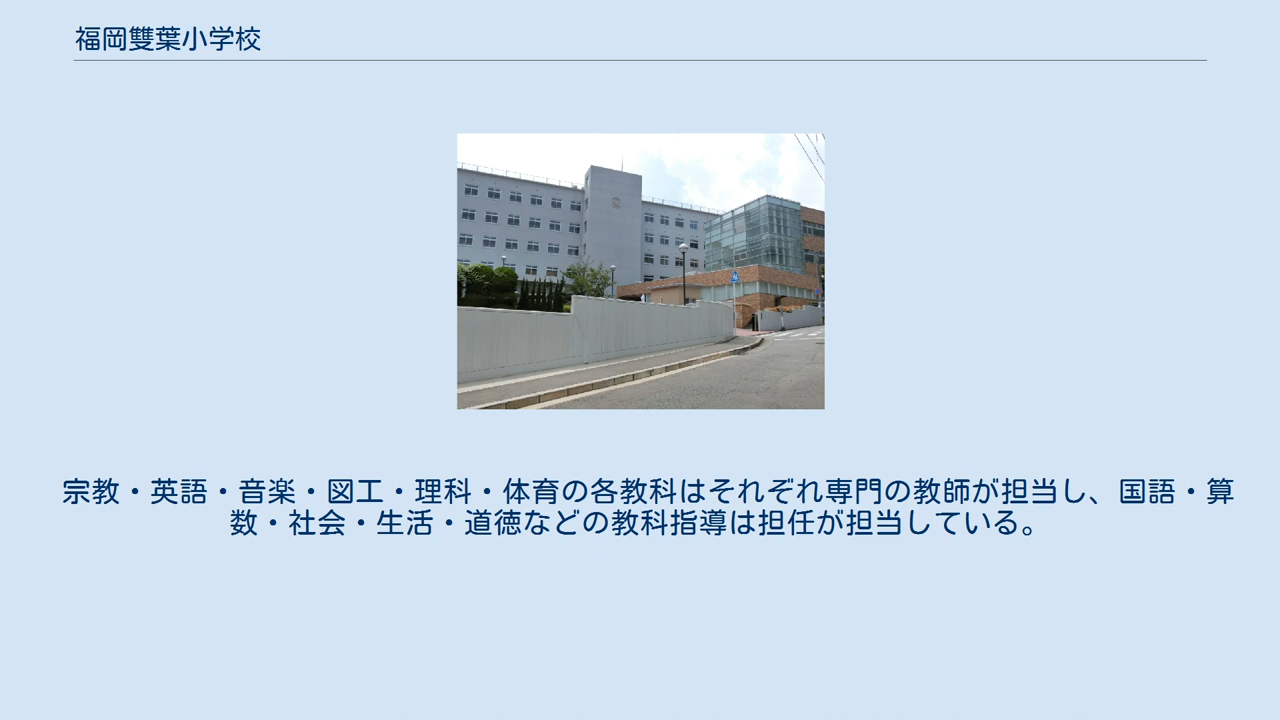 福岡雙葉小学校
宗教・英語・音楽・図工・理科・体育の各教科はそれぞれ専門の教師が担当し、国語・算
数・社会・生活・道徳などの教科指導は担任が担当している。